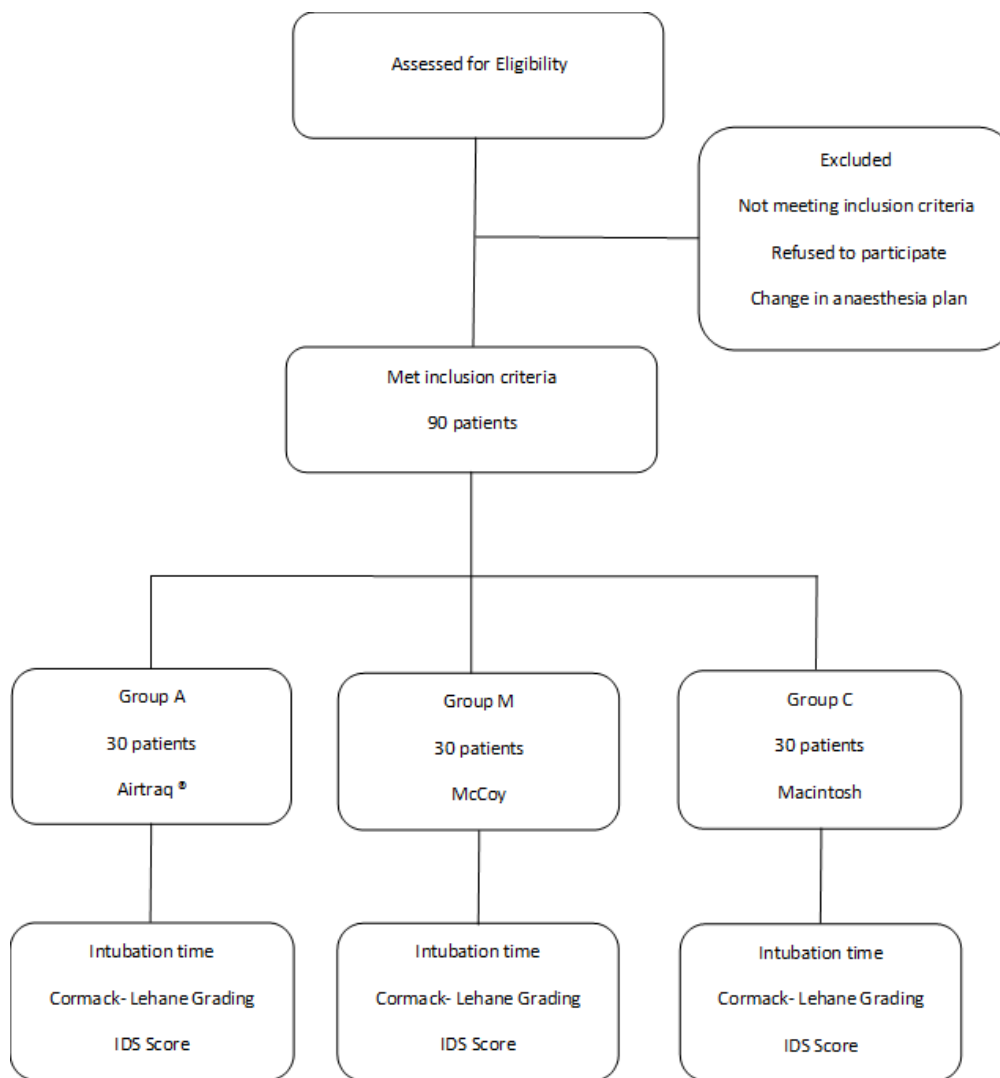 Assessed for Eligibility
Excluded
Not meeting inclusion criteria
Refused to participate
Change in anaesthesia plan
Met inclusion criteria
90 patients
Group A
30 patients
Airtraq ®
Group M
30 patients
McCoy
Group C
30 patients
Macintosh
Intubation time
Cormack- Lehane Grading
IDS Score
Intubation time
Cormack- Lehane Grading
IDS Score
Intubation time
Cormack- Lehane Grading
IDS Score